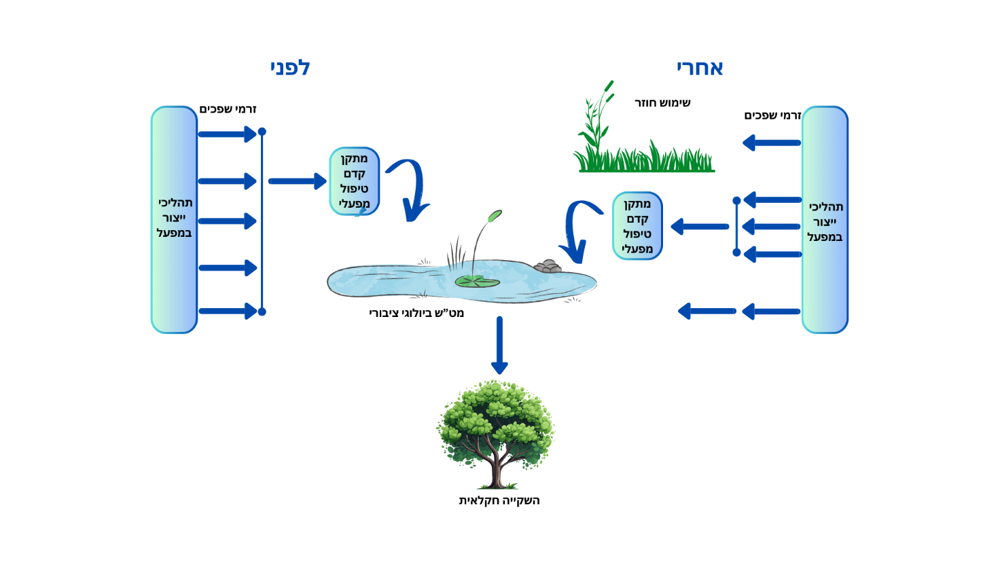 אחרי
לפני
שימוש חוזר
זרמי שפכים
זרמי שפכים
תהליכי
ייצור
במפעל
מתקן
קדם
טיפול
מפעלי
מתקן
קדם
טיפול
מפעלי
תהליכי
ייצור
במפעל
מט”ש ביולוגי ציבורי
השקייה חקלאית